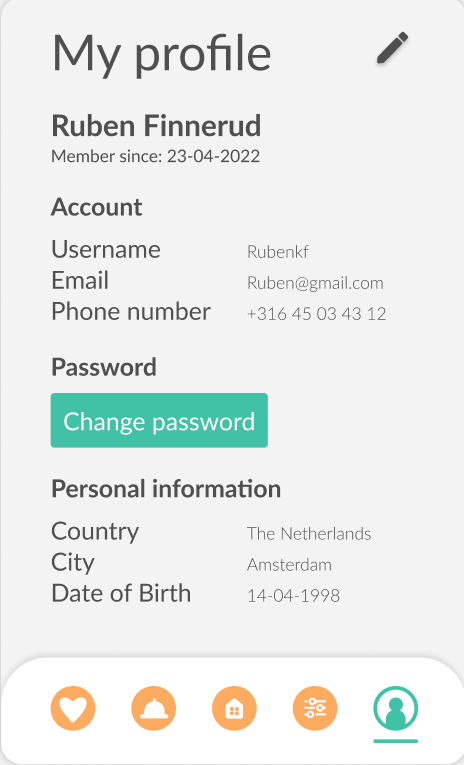 My profile
Ruben Finnerud
Member since: 23-04-2022
Account
Username Rubenkf
Email Ruben@gmail.com
Phone number +316 45 03 43 12
Password
Change password
Personal information
Country The Netherlands
City Amsterdam
Date of Birth 14-04-1998